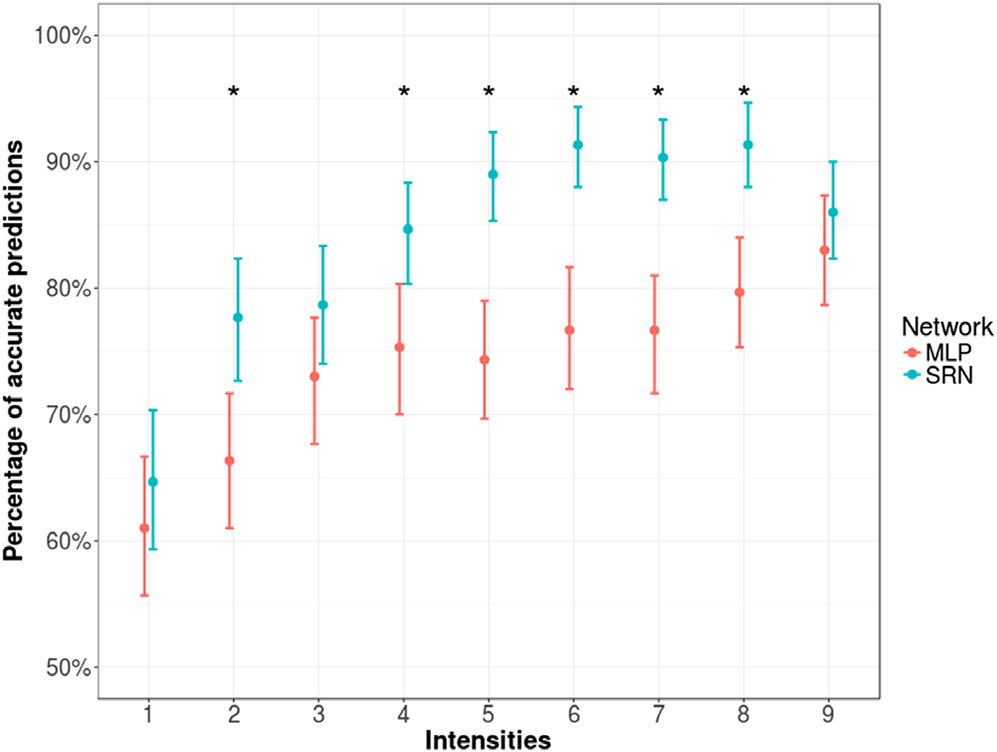 100%
* * * * * *
90%
80%
70%
60%
50%
Percentage of accurate predictions
1 2 3 4 5 6 7 8 9
Intensities
Network
MLP
SRN